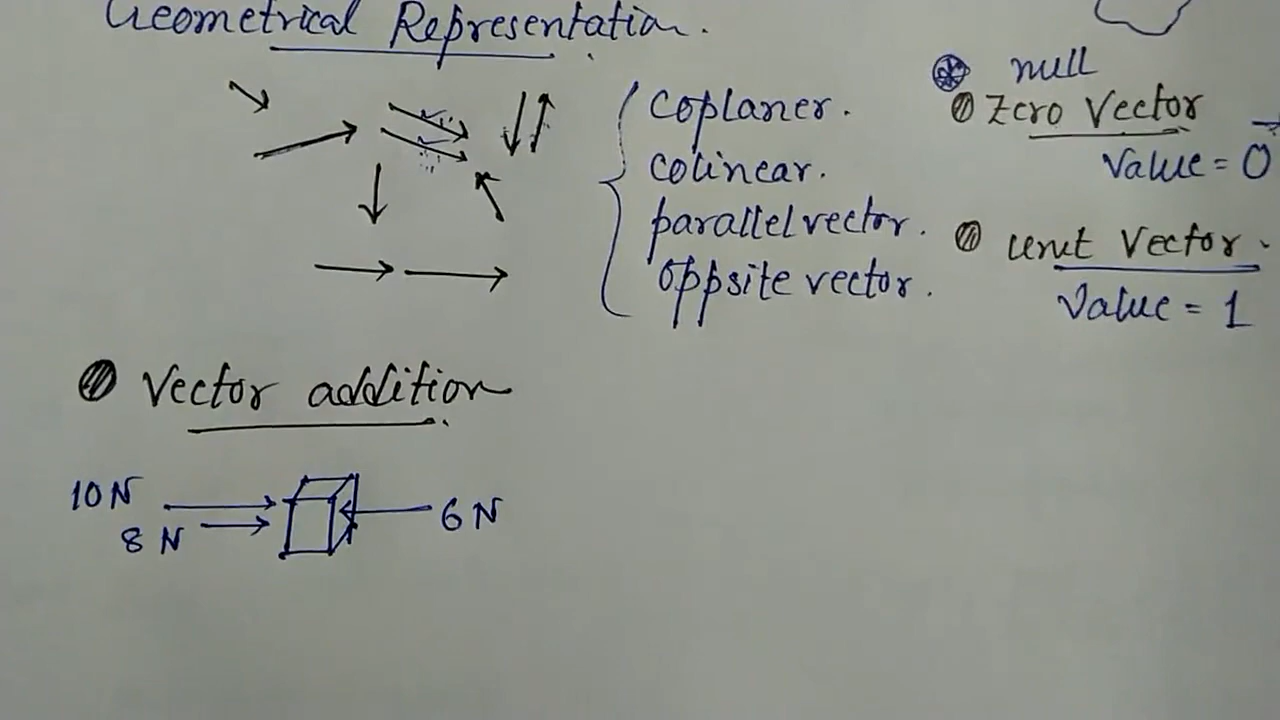 Geometrical Representation.
coplaner.
colinear.
parallel vector.
oppsite vector.
null
Zero Vector
Value = 0
unit Vector.
Value = 1
Vector addition
10 N
8 N
6 N